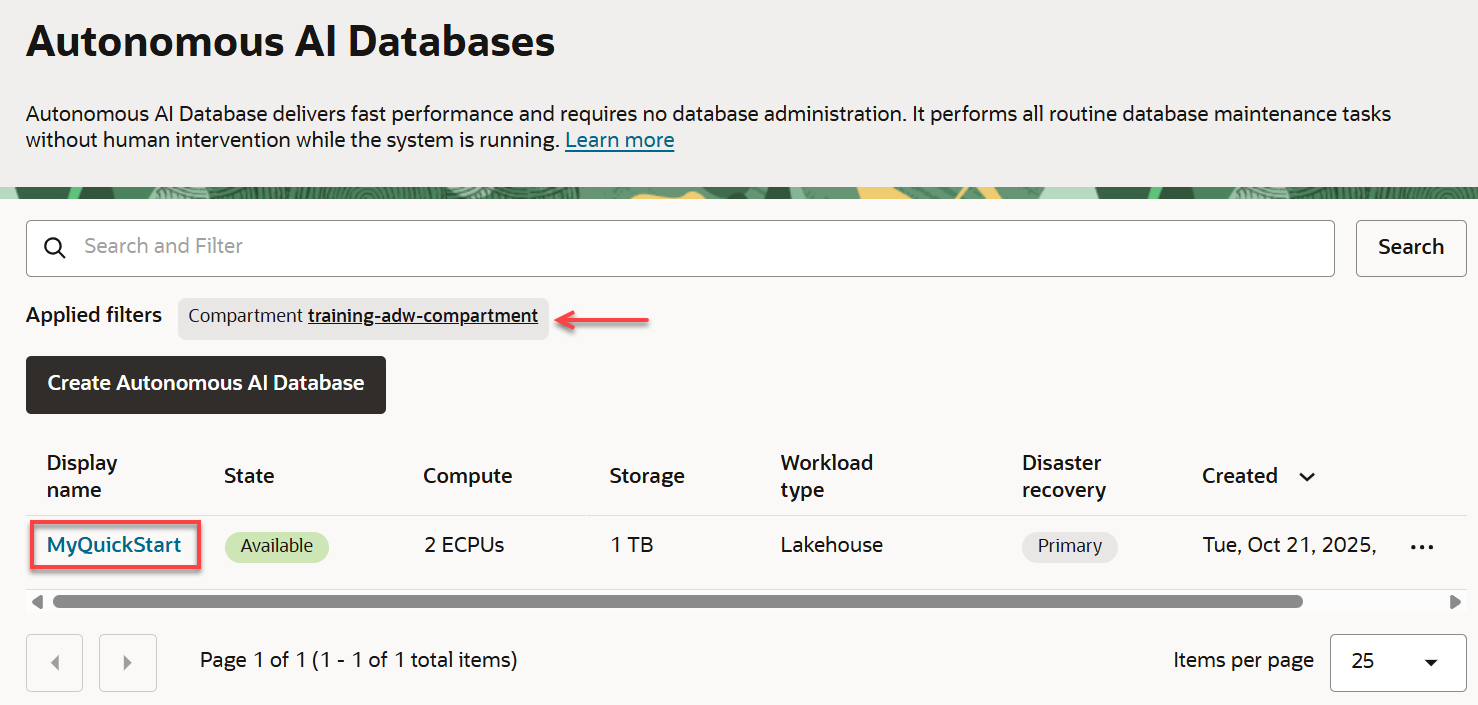 Autonomous AI Databases
Autonomous AI Database delivers fast performance and requires no database administration. It performs all routine database maintenance tasks
without human intervention while the system is running. Learn more
Search and Filter
Search
Applied filters
Compartment training-adw-compartment
Create Autonomous AI Database
Display
name
State
Compute
Storage
Workload
type
Disaster
recovery
Created
MyQuickStart
Available
2 ECPUs
1 TB
Lakehouse
Primary
Tue, Oct 21, 2025,
Page 1 of 1 (1 - 1 of 1 total items)
Items per page
25